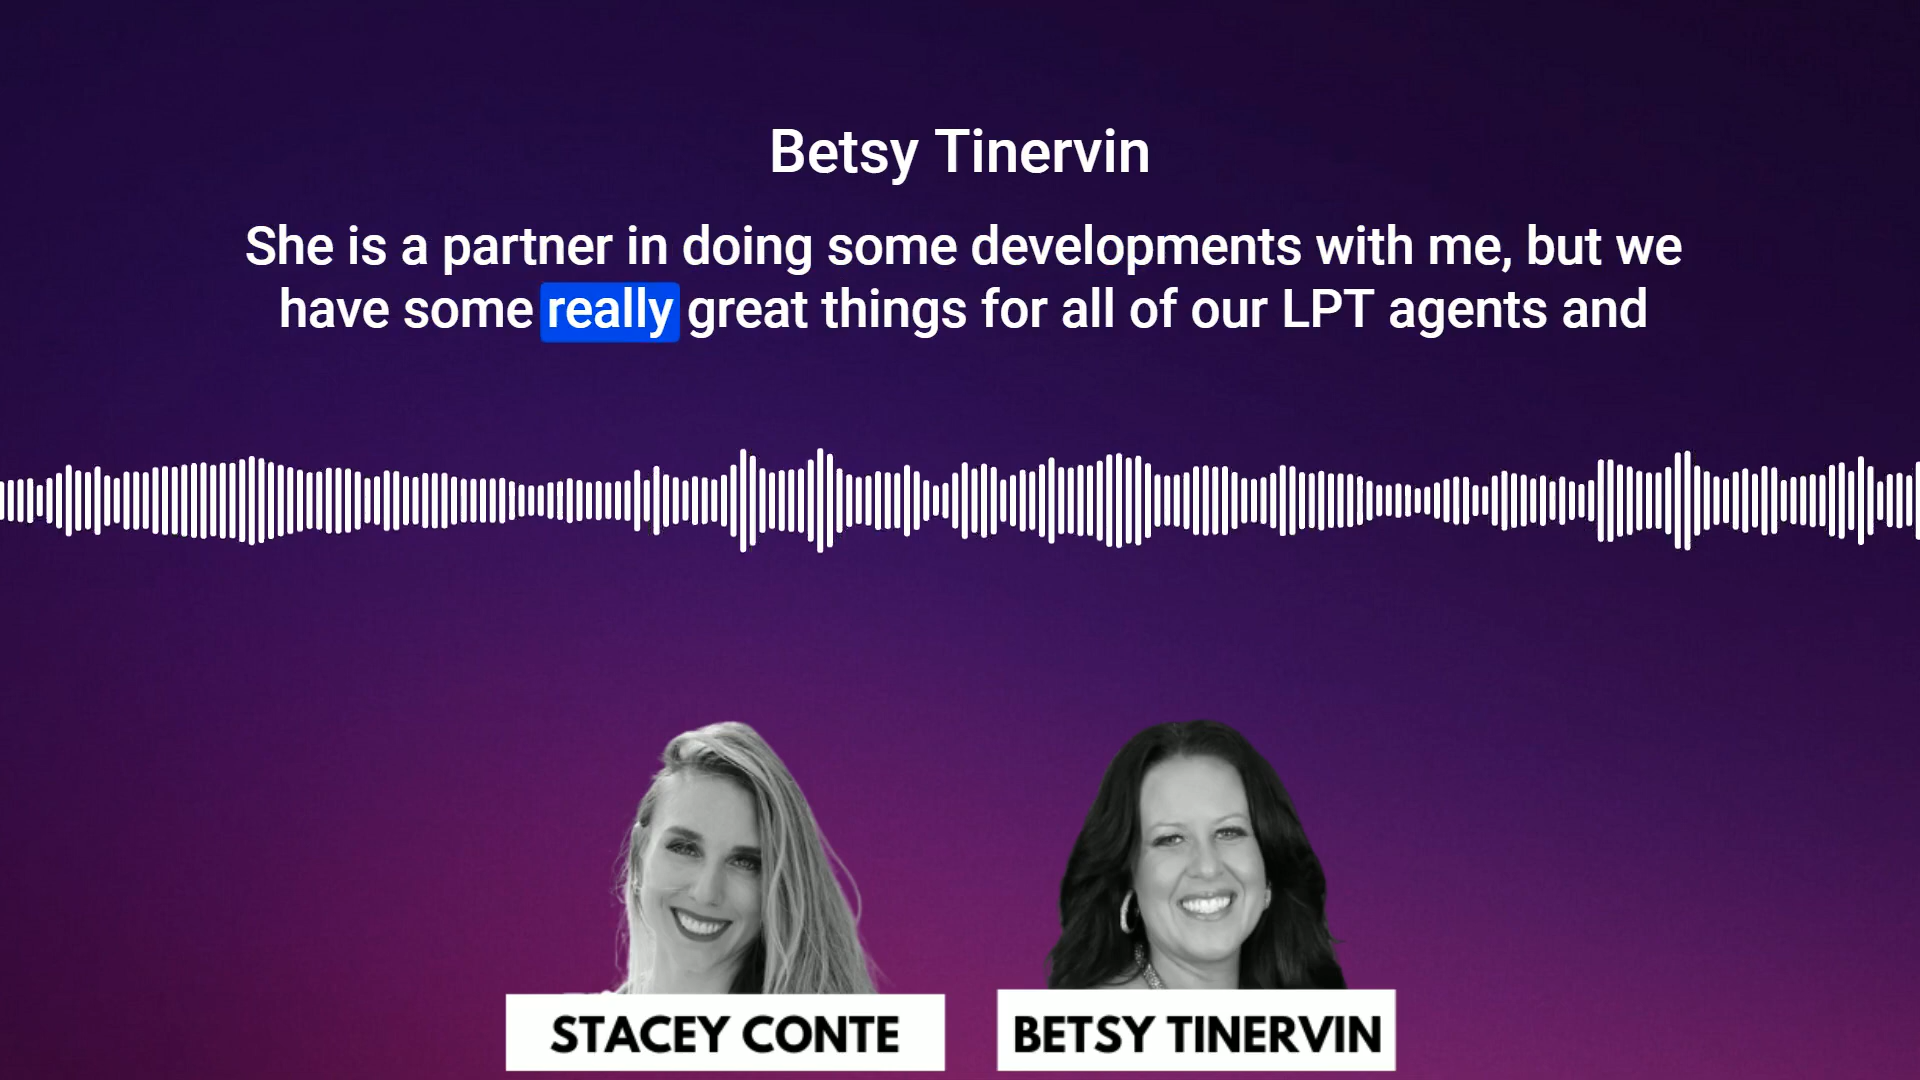 Betsy Tinervin
She is a partner in doing some developments with me, but we
have some really great things for all of our LPT agents and
STACEY CONTE
BETSY TINERVIN